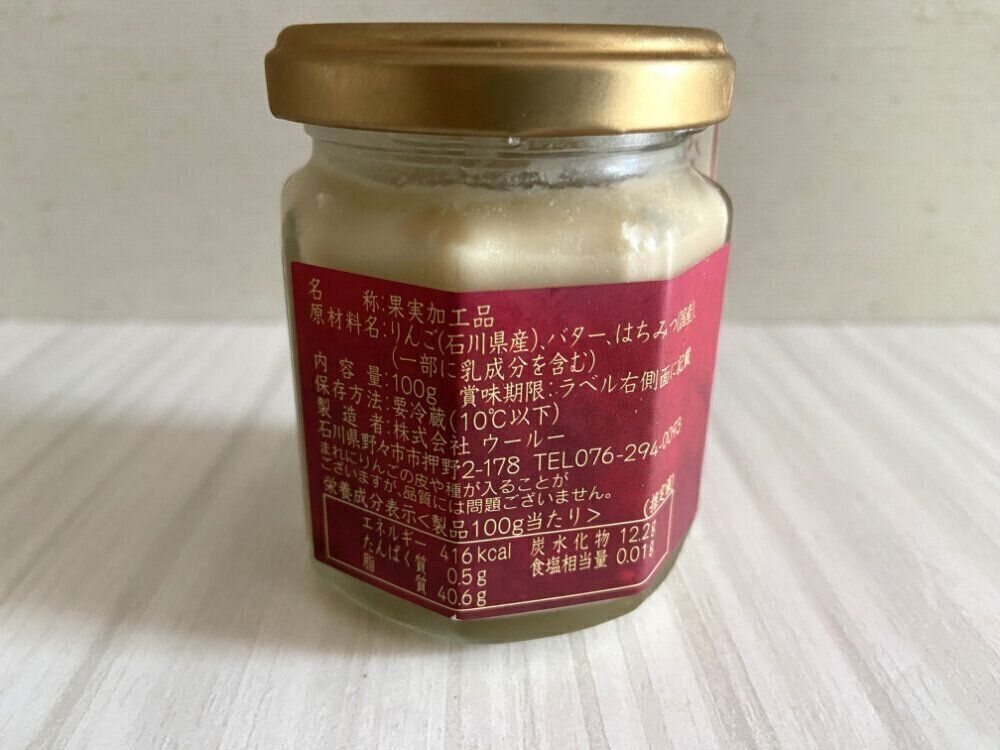 名 称:果実加工品
原材料名:りんご(石川県産)、バター、はちみつ(国産)
(一部に乳成分を含む)
内容量:100g 賞味期限:ラベル右側面に記載
保存方法:要冷蔵(10℃以下)
製造者:株式会社 ウールー
石川県野々市市押野2-178 TEL076-294-0093
まれにりんごの皮や種が入ることが
ございますが、品質には問題ございません。
栄養成分表示<製品100g当たり> (推定値)
エネルギー 416kcal 炭水化物 12.2g
たんぱく質 0.5g 食塩相当量 0.01g
脂質 40.6g